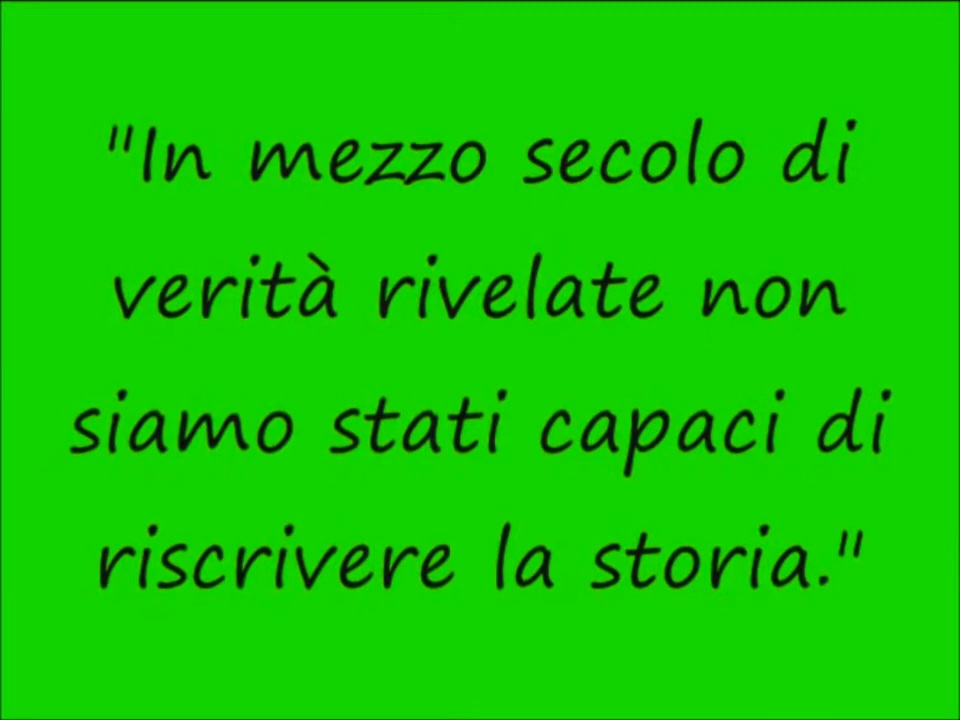 "In mezzo secolo di
verità rivelate non
siamo stati capaci di
riscrivere la storia."